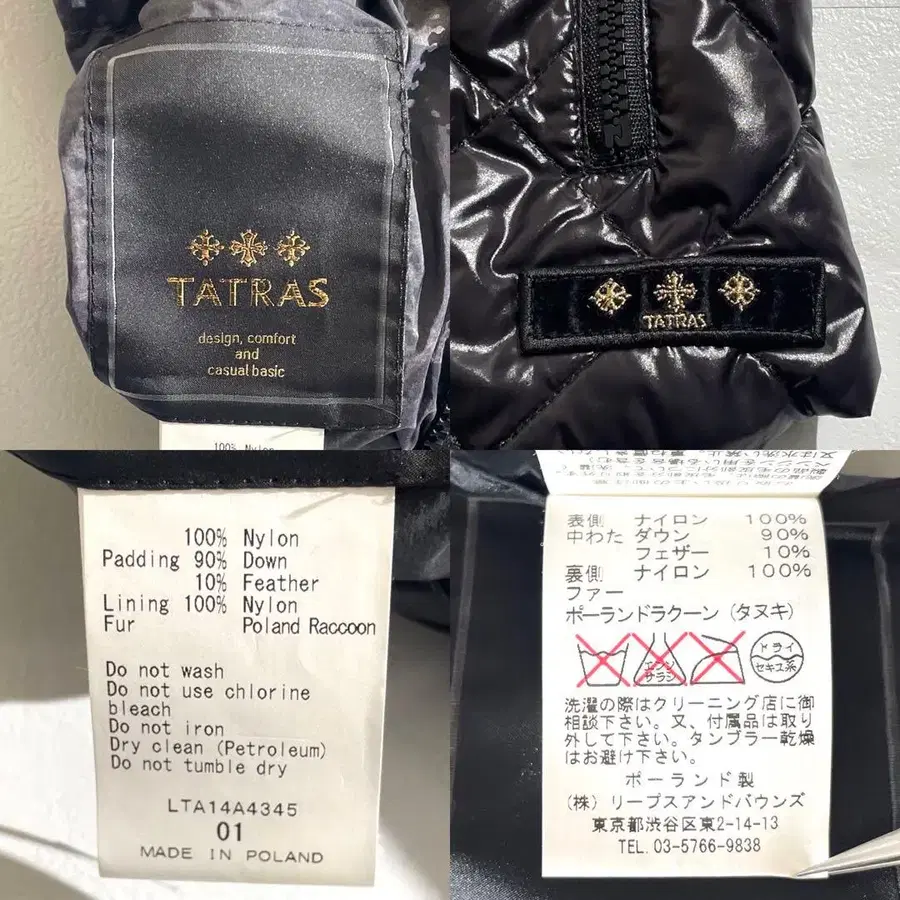 TATRAS
design, comfort
and
casual basic
100% Nylon
TATRAS
100% Nylon
Padding 90% Down
10% Feather
Lining 100% Nylon
Fur Poland Raccoon
Do not wash
Do not use chlorine
bleach
Do not iron
Dry clean (Petroleum)
Do not tumble dry
LTA14A4345
01
MADE IN POLAND
表側 ナイロン 100%
中わた ダウン 90%
フェザー 10%
裏側 ナイロン 100%
ファー
ポーランドラクーン (タヌキ)
エンソ
サラシ
ドライ
セキユ系
洗濯の際はクリーニング店に御
相談下さい。又、付属品は取り
外して下さい。タンブラー乾燥
はお避け下さい。
ポーランド製
(株) リープスアンドバウンズ
東京都渋谷区東2-14-13
TEL. 03-5766-9838